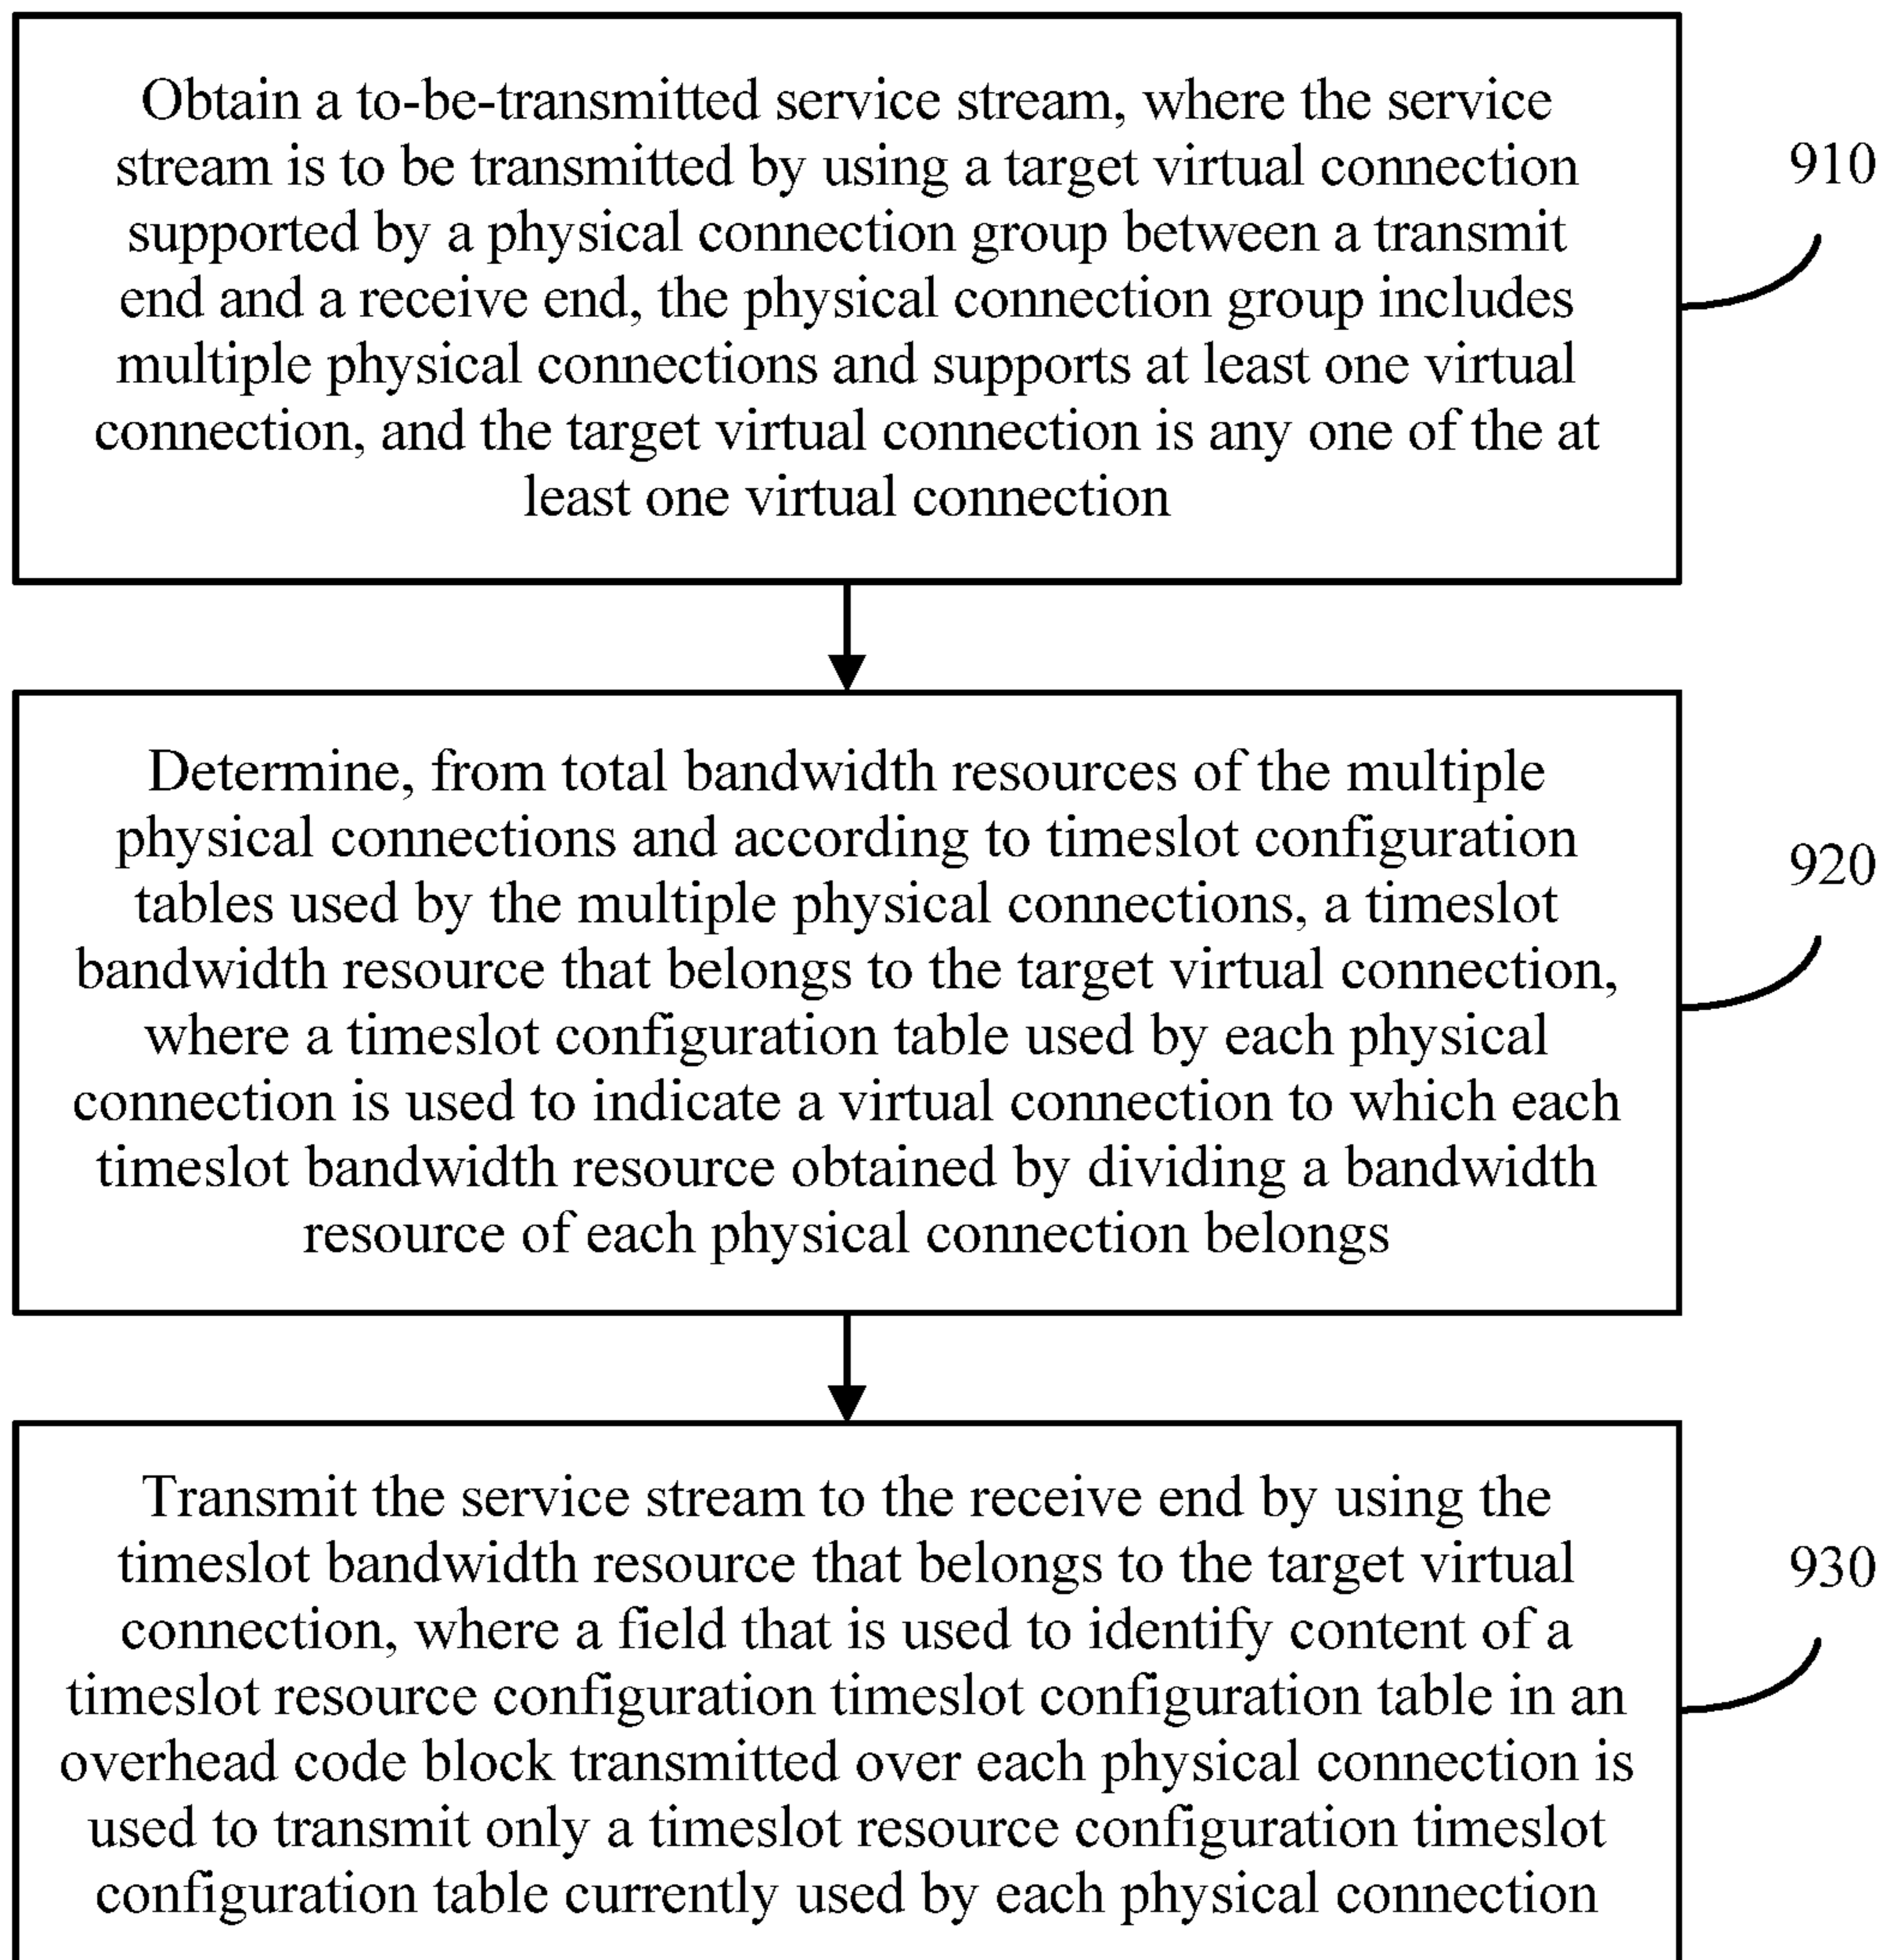 Obtain a to-be-transmitted service stream, where the service
stream is to be transmitted by using a target virtual connection
supported by a physical connection group between a transmit
end and a receive end, the physical connection group includes
multiple physical connections and supports at least one virtual
connection, and the target virtual connection is any one of the at
least one virtual connection
910
Determine, from total bandwidth resources of the multiple
physical connections and according to timeslot configuration
tables used by the multiple physical connections, a timeslot
bandwidth resource that belongs to the target virtual connection,
where a timeslot configuration table used by each physical
connection is used to indicate a virtual connection to which each
timeslot bandwidth resource obtained by dividing a bandwidth
resource of each physical connection belongs
920
Transmit the service stream to the receive end by using the
timeslot bandwidth resource that belongs to the target virtual
connection, where a field that is used to identify content of a
timeslot resource configuration timeslot configuration table in an
overhead code block transmitted over each physical connection is
used to transmit only a timeslot resource configuration timeslot
configuration table currently used by each physical connection
930